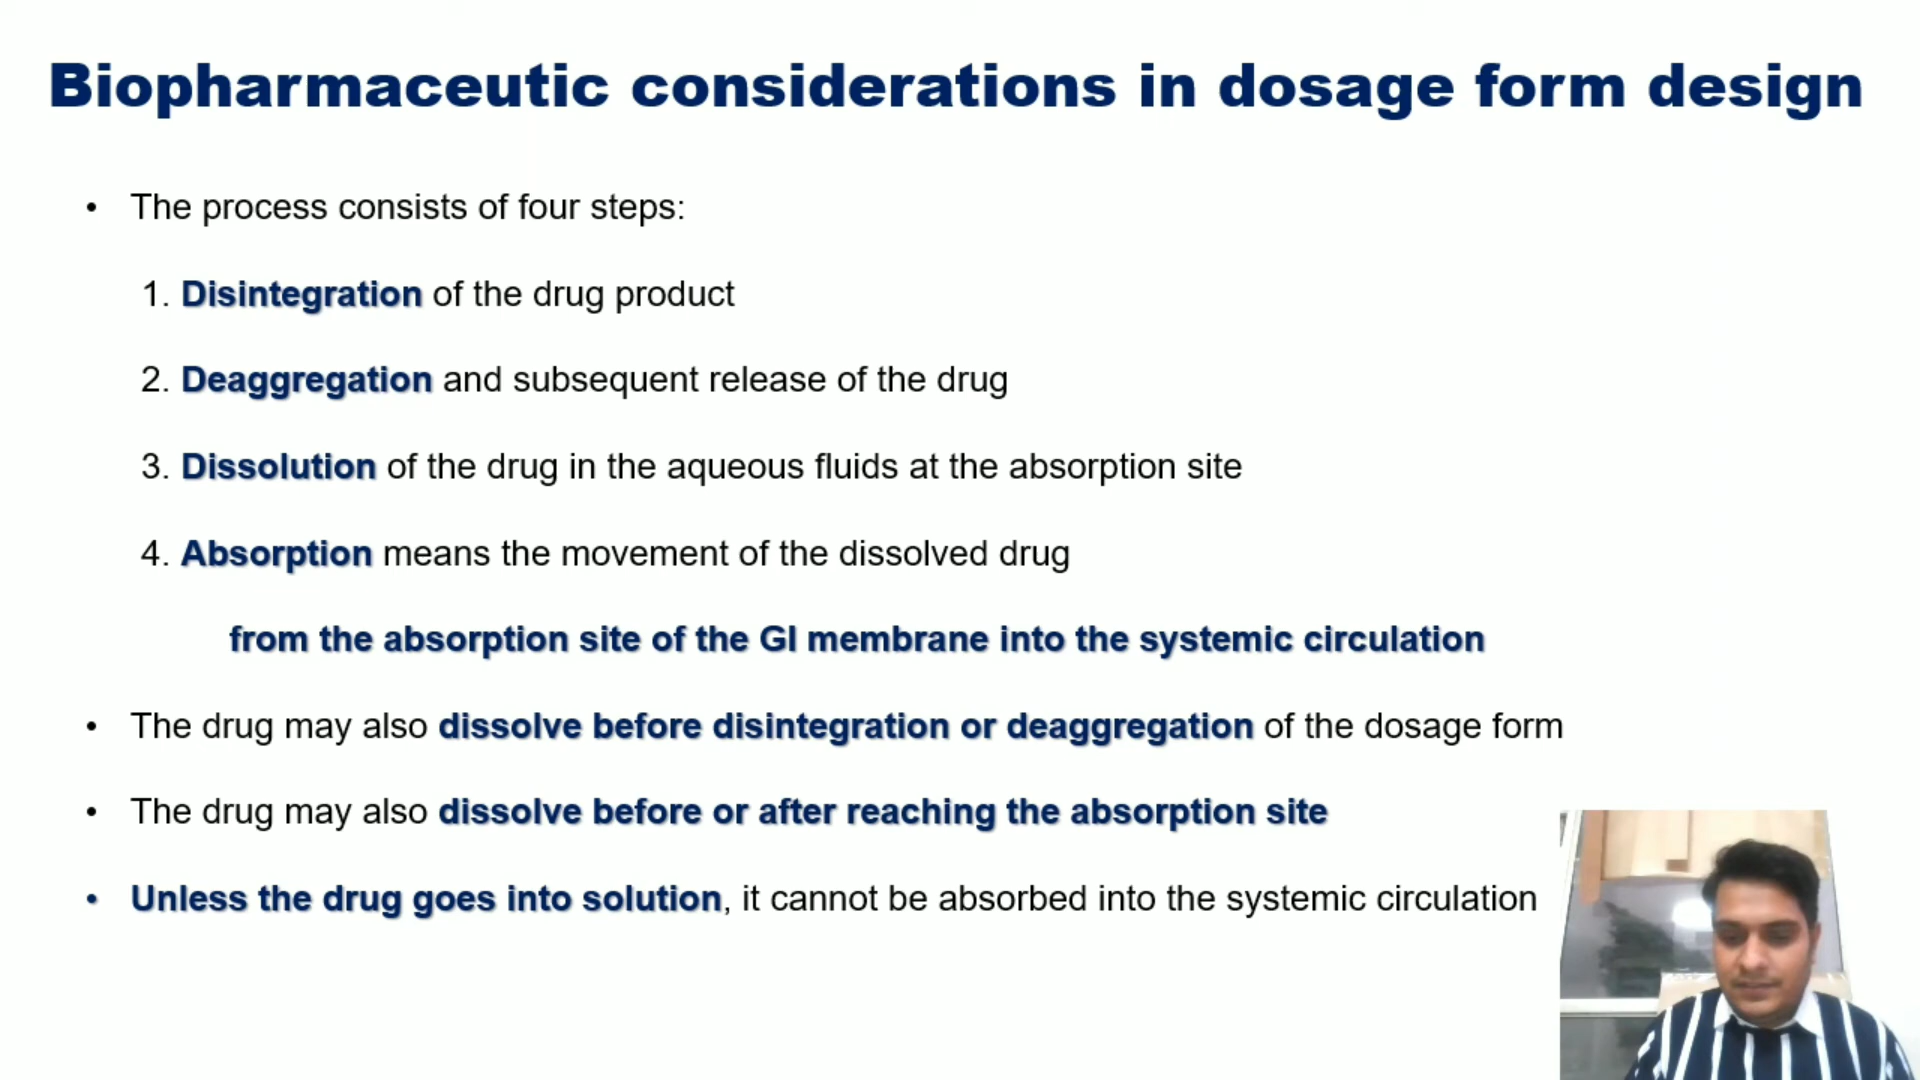 Biopharmaceutic considerations in dosage form design
• The process consists of four steps:
1. Disintegration of the drug product
2. Deaggregation and subsequent release of the drug
3. Dissolution of the drug in the aqueous fluids at the absorption site
4. Absorption means the movement of the dissolved drug
from the absorption site of the GI membrane into the systemic circulation
• The drug may also dissolve before disintegration or deaggregation of the dosage form
• The drug may also dissolve before or after reaching the absorption site
• Unless the drug goes into solution, it cannot be absorbed into the systemic circulation